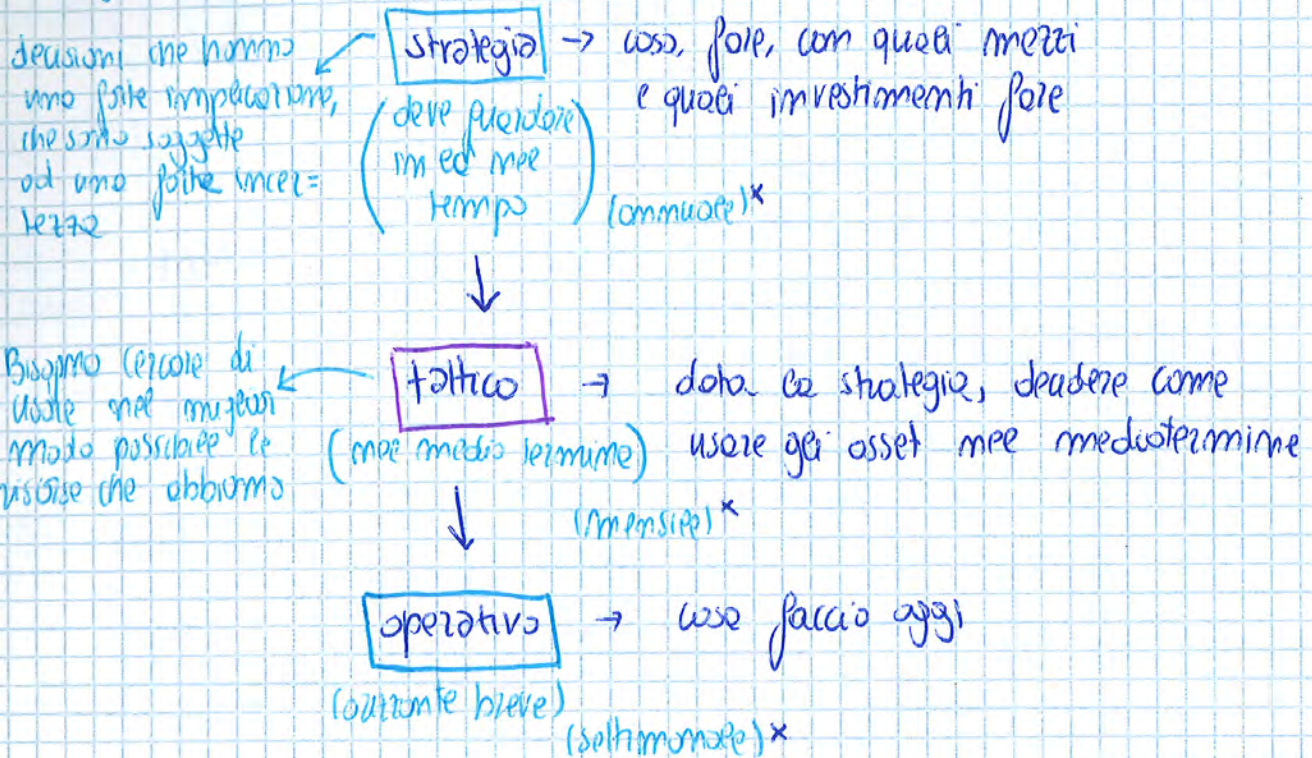 decisioni che hanno
una forte implicazione,
che sono soggette
ad una forte incer=
tezza
strategia → cosa, fare, con quali mezzi
e quali investimenti fare
(deve guardare
in là nel
tempo)
(annuale)*
↓
Bisogna cercare di
usare nel miglior
modo possibile le
risorse che abbiamo
tattico → data la strategia, decidere come
(nel medio termine) usare gli asset nel mediotermine
(mensile)*
↓
operativo → cosa faccio oggi
(orizzonte breve)
(settimanale)*